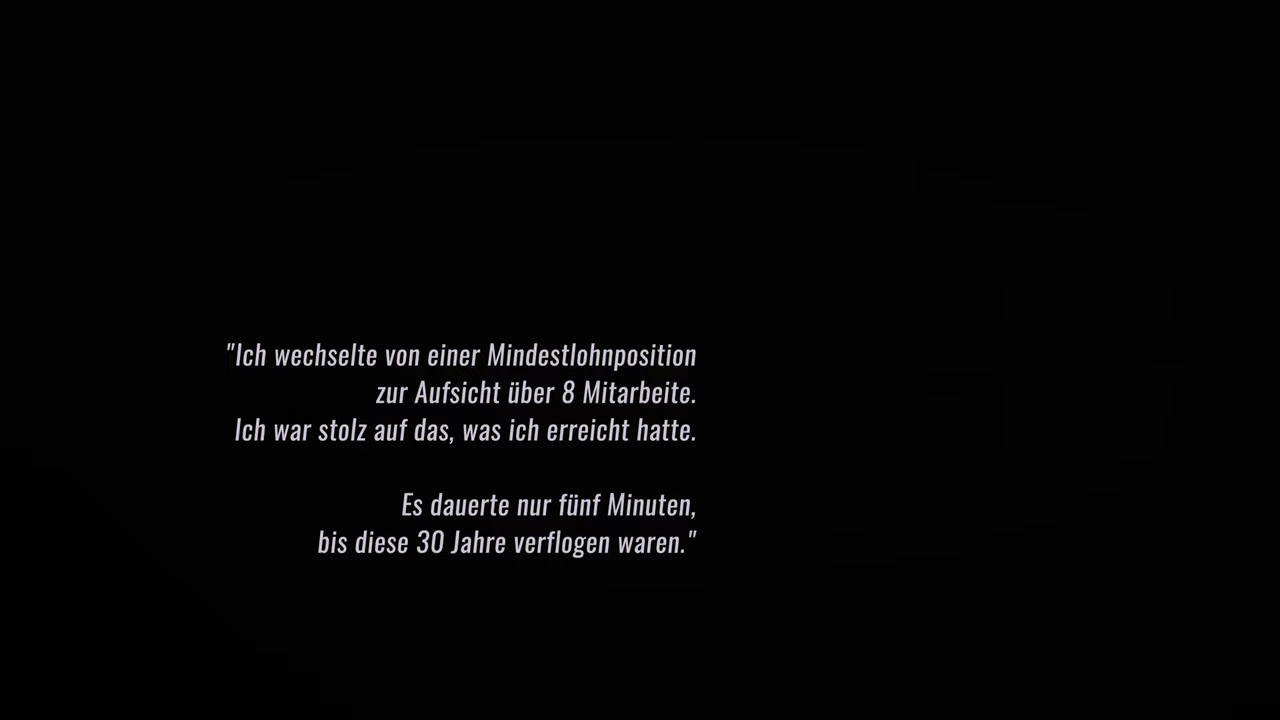 "Ich wechselte von einer Mindestlohnposition
zur Aufsicht über 8 Mitarbeite.
Ich war stolz auf das, was ich erreicht hatte.
Es dauerte nur fünf Minuten,
bis diese 30 Jahre verflogen waren."